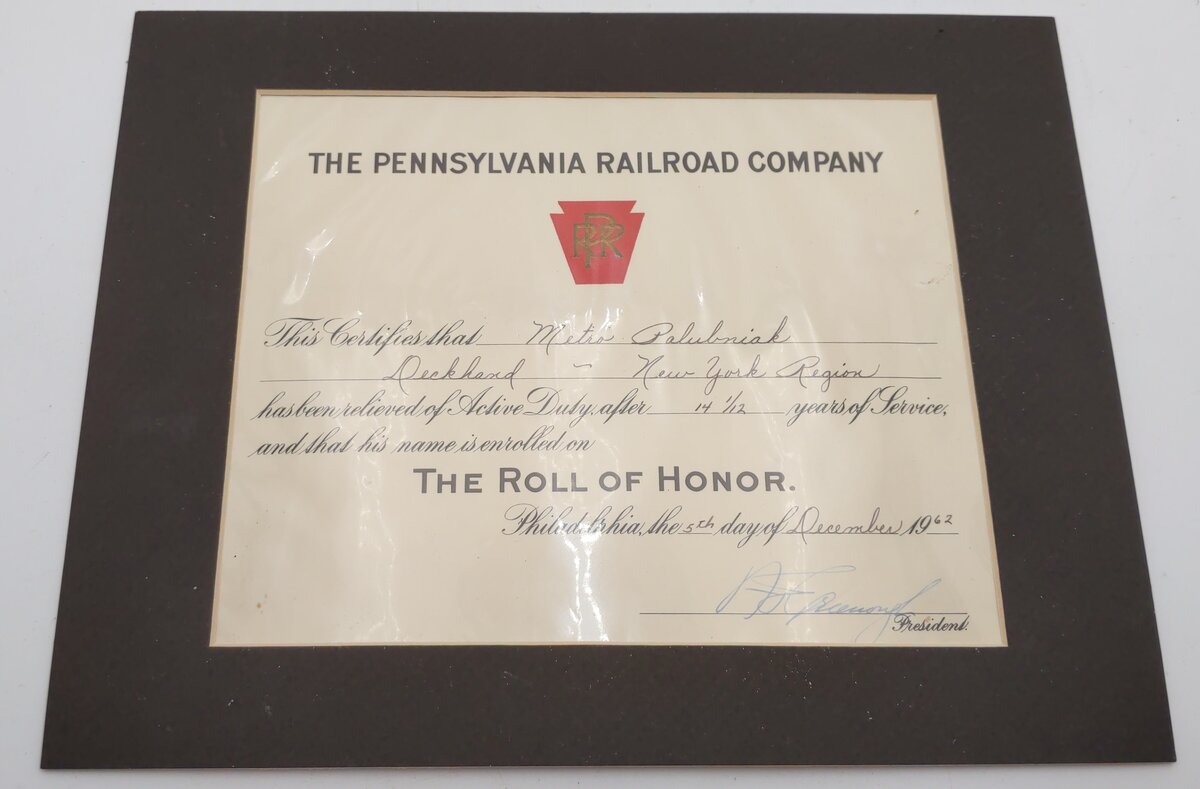 THE PENNSYLVANIA RAILROAD COMPANY
PRR
This Certifies that Metro Palubniak
Deckhand - New York Region
has been relieved of Active Duty, after 14 1/12 years of Service,
and that his name is enrolled on
THE ROLL OF HONOR.
Philadelphia, the 5th day of December 1962
President.